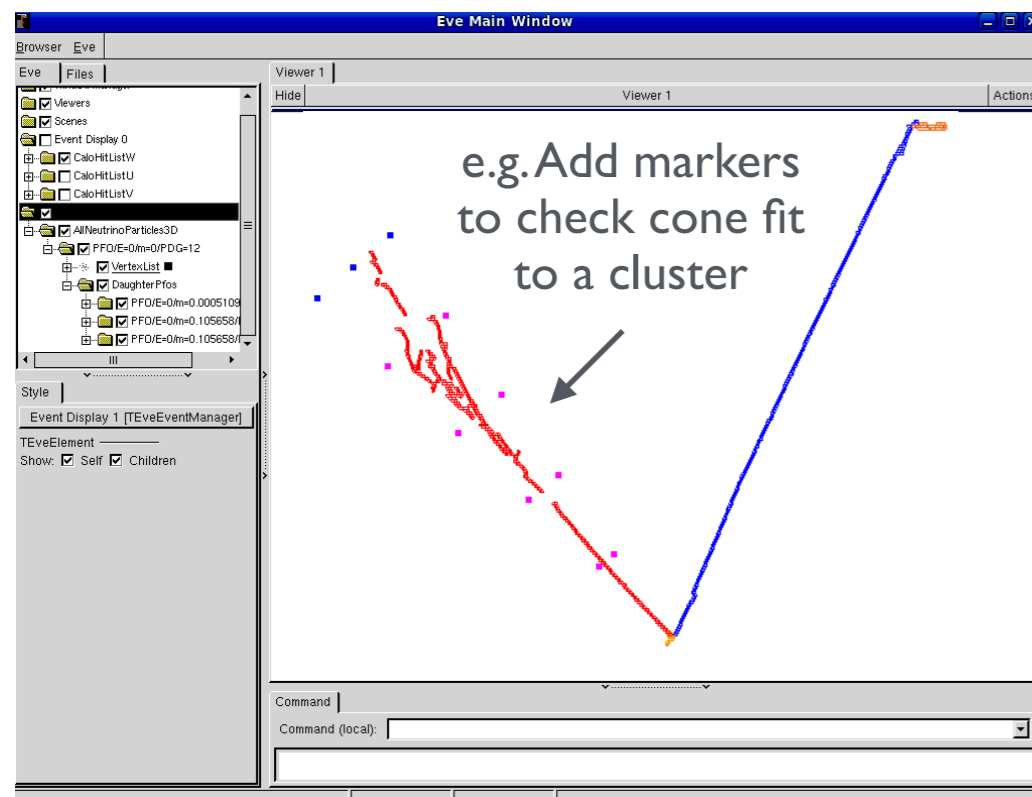 Eve Main Window
Browser Eve
Eve Files
Viewers
Scenes
Event Display 0
CaloHitListW
CaloHitListU
CaloHitListV
AllNeutrinoParticles3D
PFO/E=0/m=0/PDG=12
VertexList
DaughterPfos
PFO/E=0/m=0.0005109
PFO/E=0/m=0.105658/
PFO/E=0/m=0.105658/
Style
Event Display 1 [TEveEventManager]
TEveElement
Show: Self Children
Viewer 1
Hide Viewer 1 Actions
e.g. Add markers
to check cone fit
to a cluster
Command
Command (local):